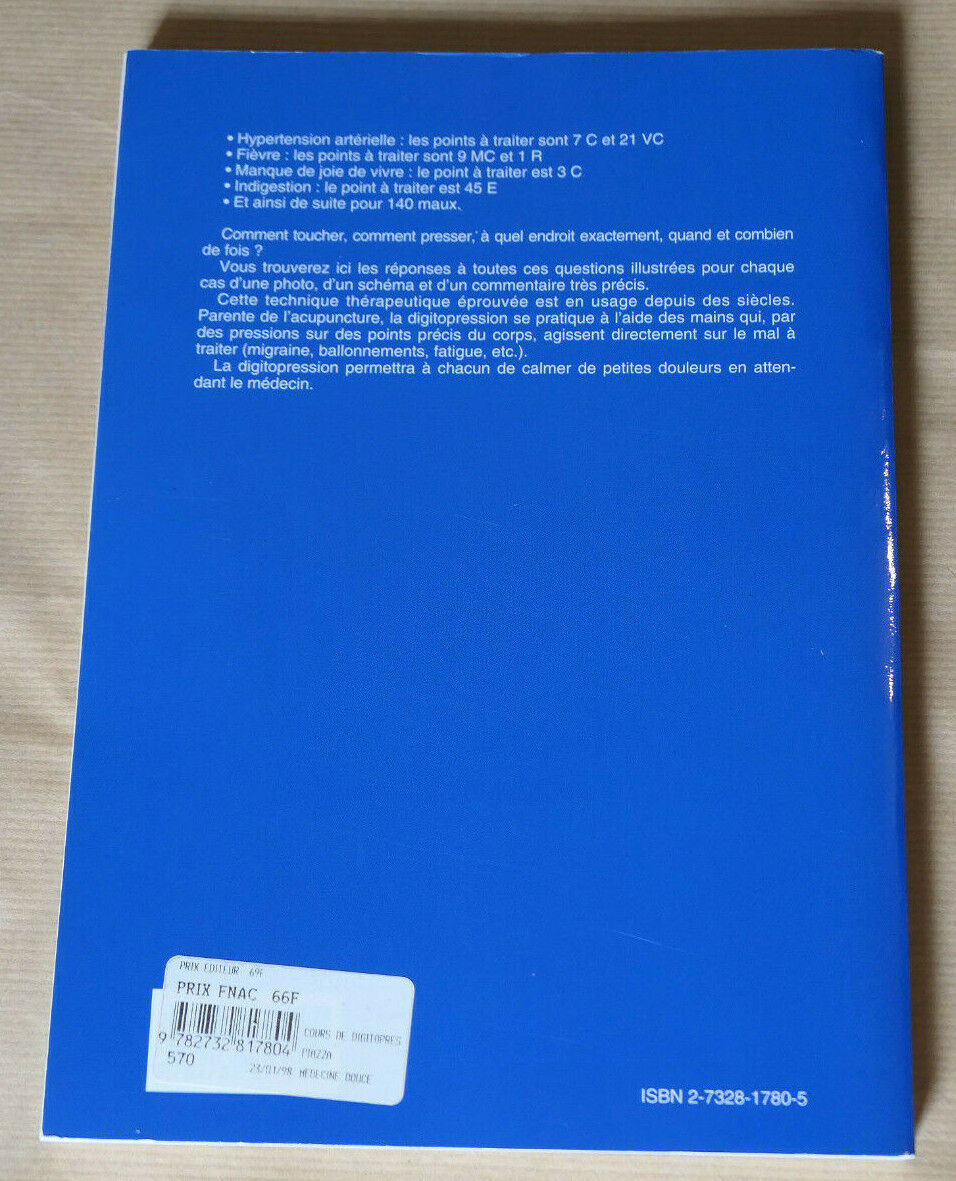 • Hypertension artérielle : les points à traiter sont 7 C et 21 VC
• Fièvre : les points à traiter sont 9 MC et 1 R
• Manque de joie de vivre : le point à traiter est 3 C
• Indigestion : le point à traiter est 45 E
• Et ainsi de suite pour 140 maux.
Comment toucher, comment presser, à quel endroit exactement, quand et combien
de fois ?
Vous trouverez ici les réponses à toutes ces questions illustrées pour chaque
cas d'une photo, d'un schéma et d'un commentaire très précis.
Cette technique thérapeutique éprouvée est en usage depuis des siècles.
Parente de l'acupuncture, la digitopression se pratique à l'aide des mains qui, par
des pressions sur des points précis du corps, agissent directement sur le mal à
traiter (migraine, ballonnements, fatigue, etc.).
La digitopression permettra à chacun de calmer de petites douleurs en atten-
dant le médecin.
PRIX EDITEUR 69F
PRIX FNAC 66F
COURS DE DIGITOPRES
9 782732 817804 PIAZZA
570
23/01/98 MEDECINE DOUCE
ISBN 2-7328-1780-5